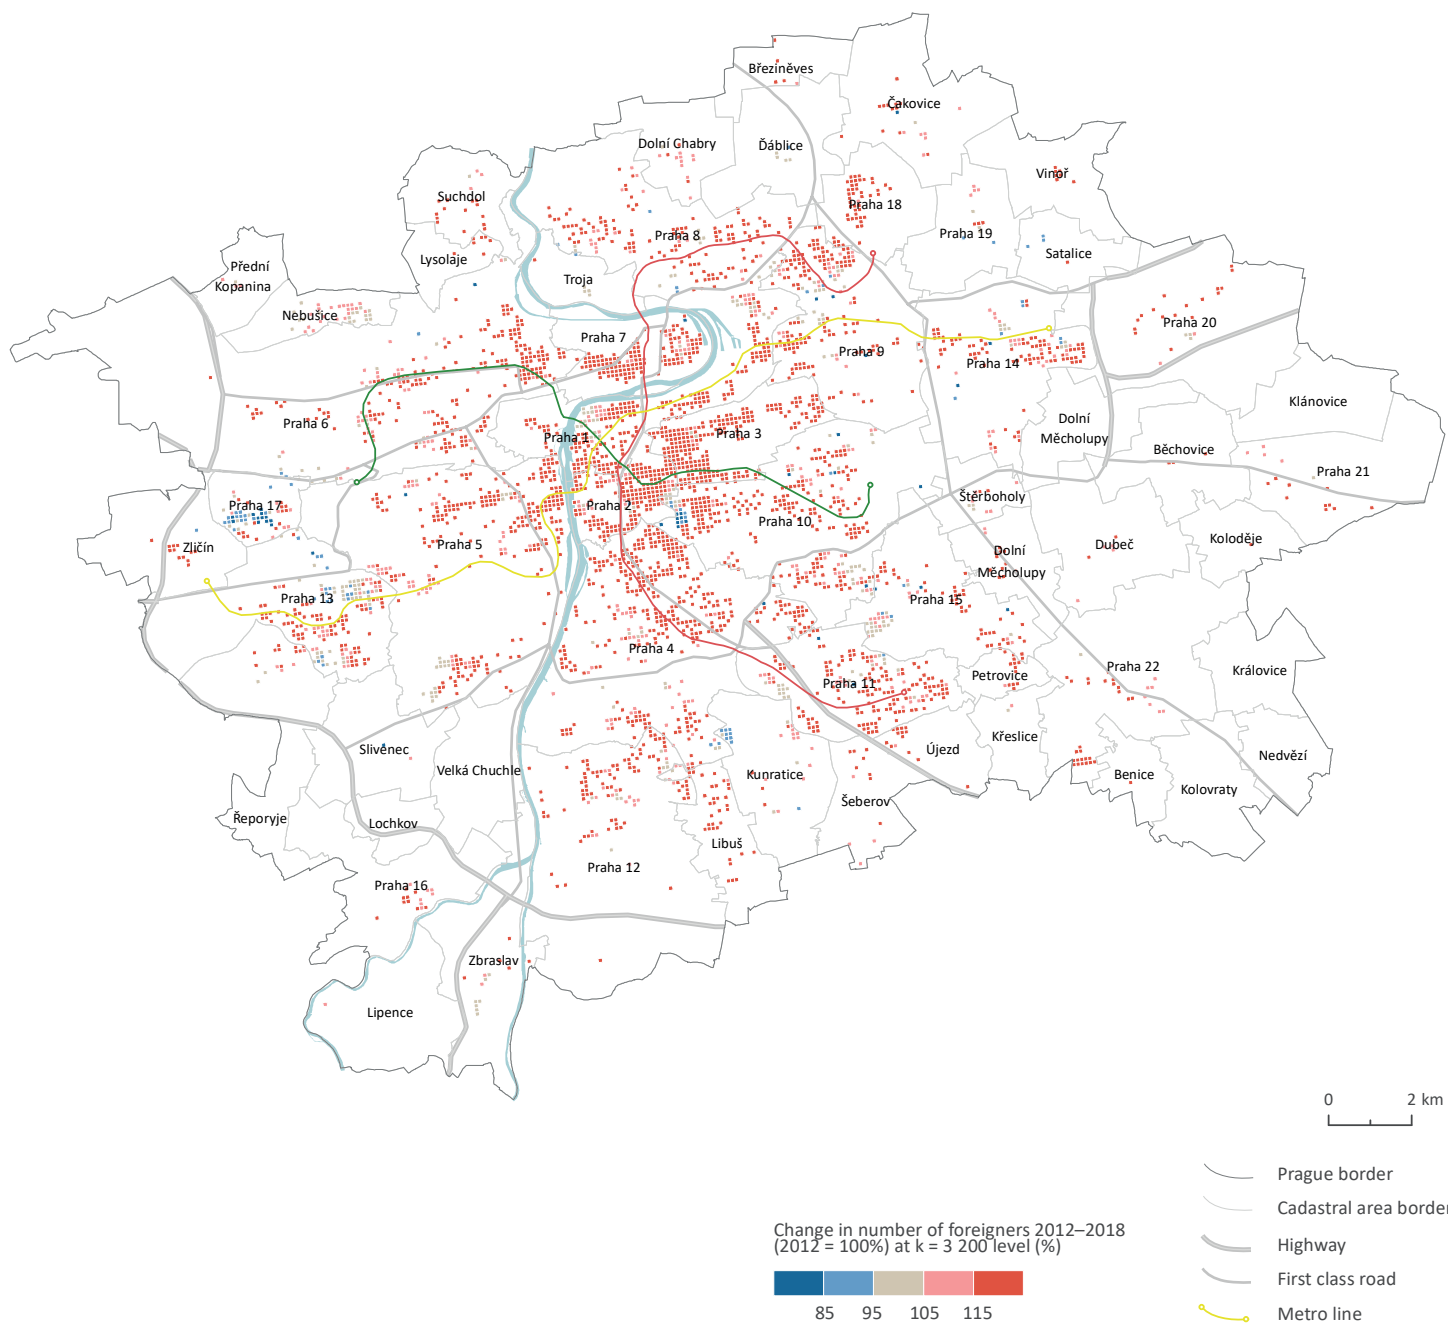 Březiněves
Čakovice
Dolní Chabry
Ďáblice
Vinoř
Suchdol
Praha 18
Praha 8
Praha 19
Lysolaje
Satalice
Přední
Kopanina
Troja
Nebušice
Praha 20
Praha 7
Praha 9
Praha 14
Klánovice
Praha 6
Dolní
Měcholupy
Praha 1
Praha 3
Běchovice
Praha 21
Praha 17
Praha 2
Štěrboholy
Praha 10
Zličín
Praha 5
Dolní
Měcholupy
Dubeč
Koloděje
Praha 13
Praha 15
Praha 4
Praha 22
Královice
Petrovice
Praha 11
Slivenec
Křeslice
Újezd
Nedvězí
Velká Chuchle
Kunratice
Benice
Kolovraty
Šeberov
Řeporyje
Lochkov
Libuš
Praha 12
Praha 16
Zbraslav
Lipence
0 2 km
Prague border
Cadastral area border
Highway
First class road
Metro line
Change in number of foreigners 2012–2018
(2012 = 100%) at k = 3 200 level (%)
85 95 105 115